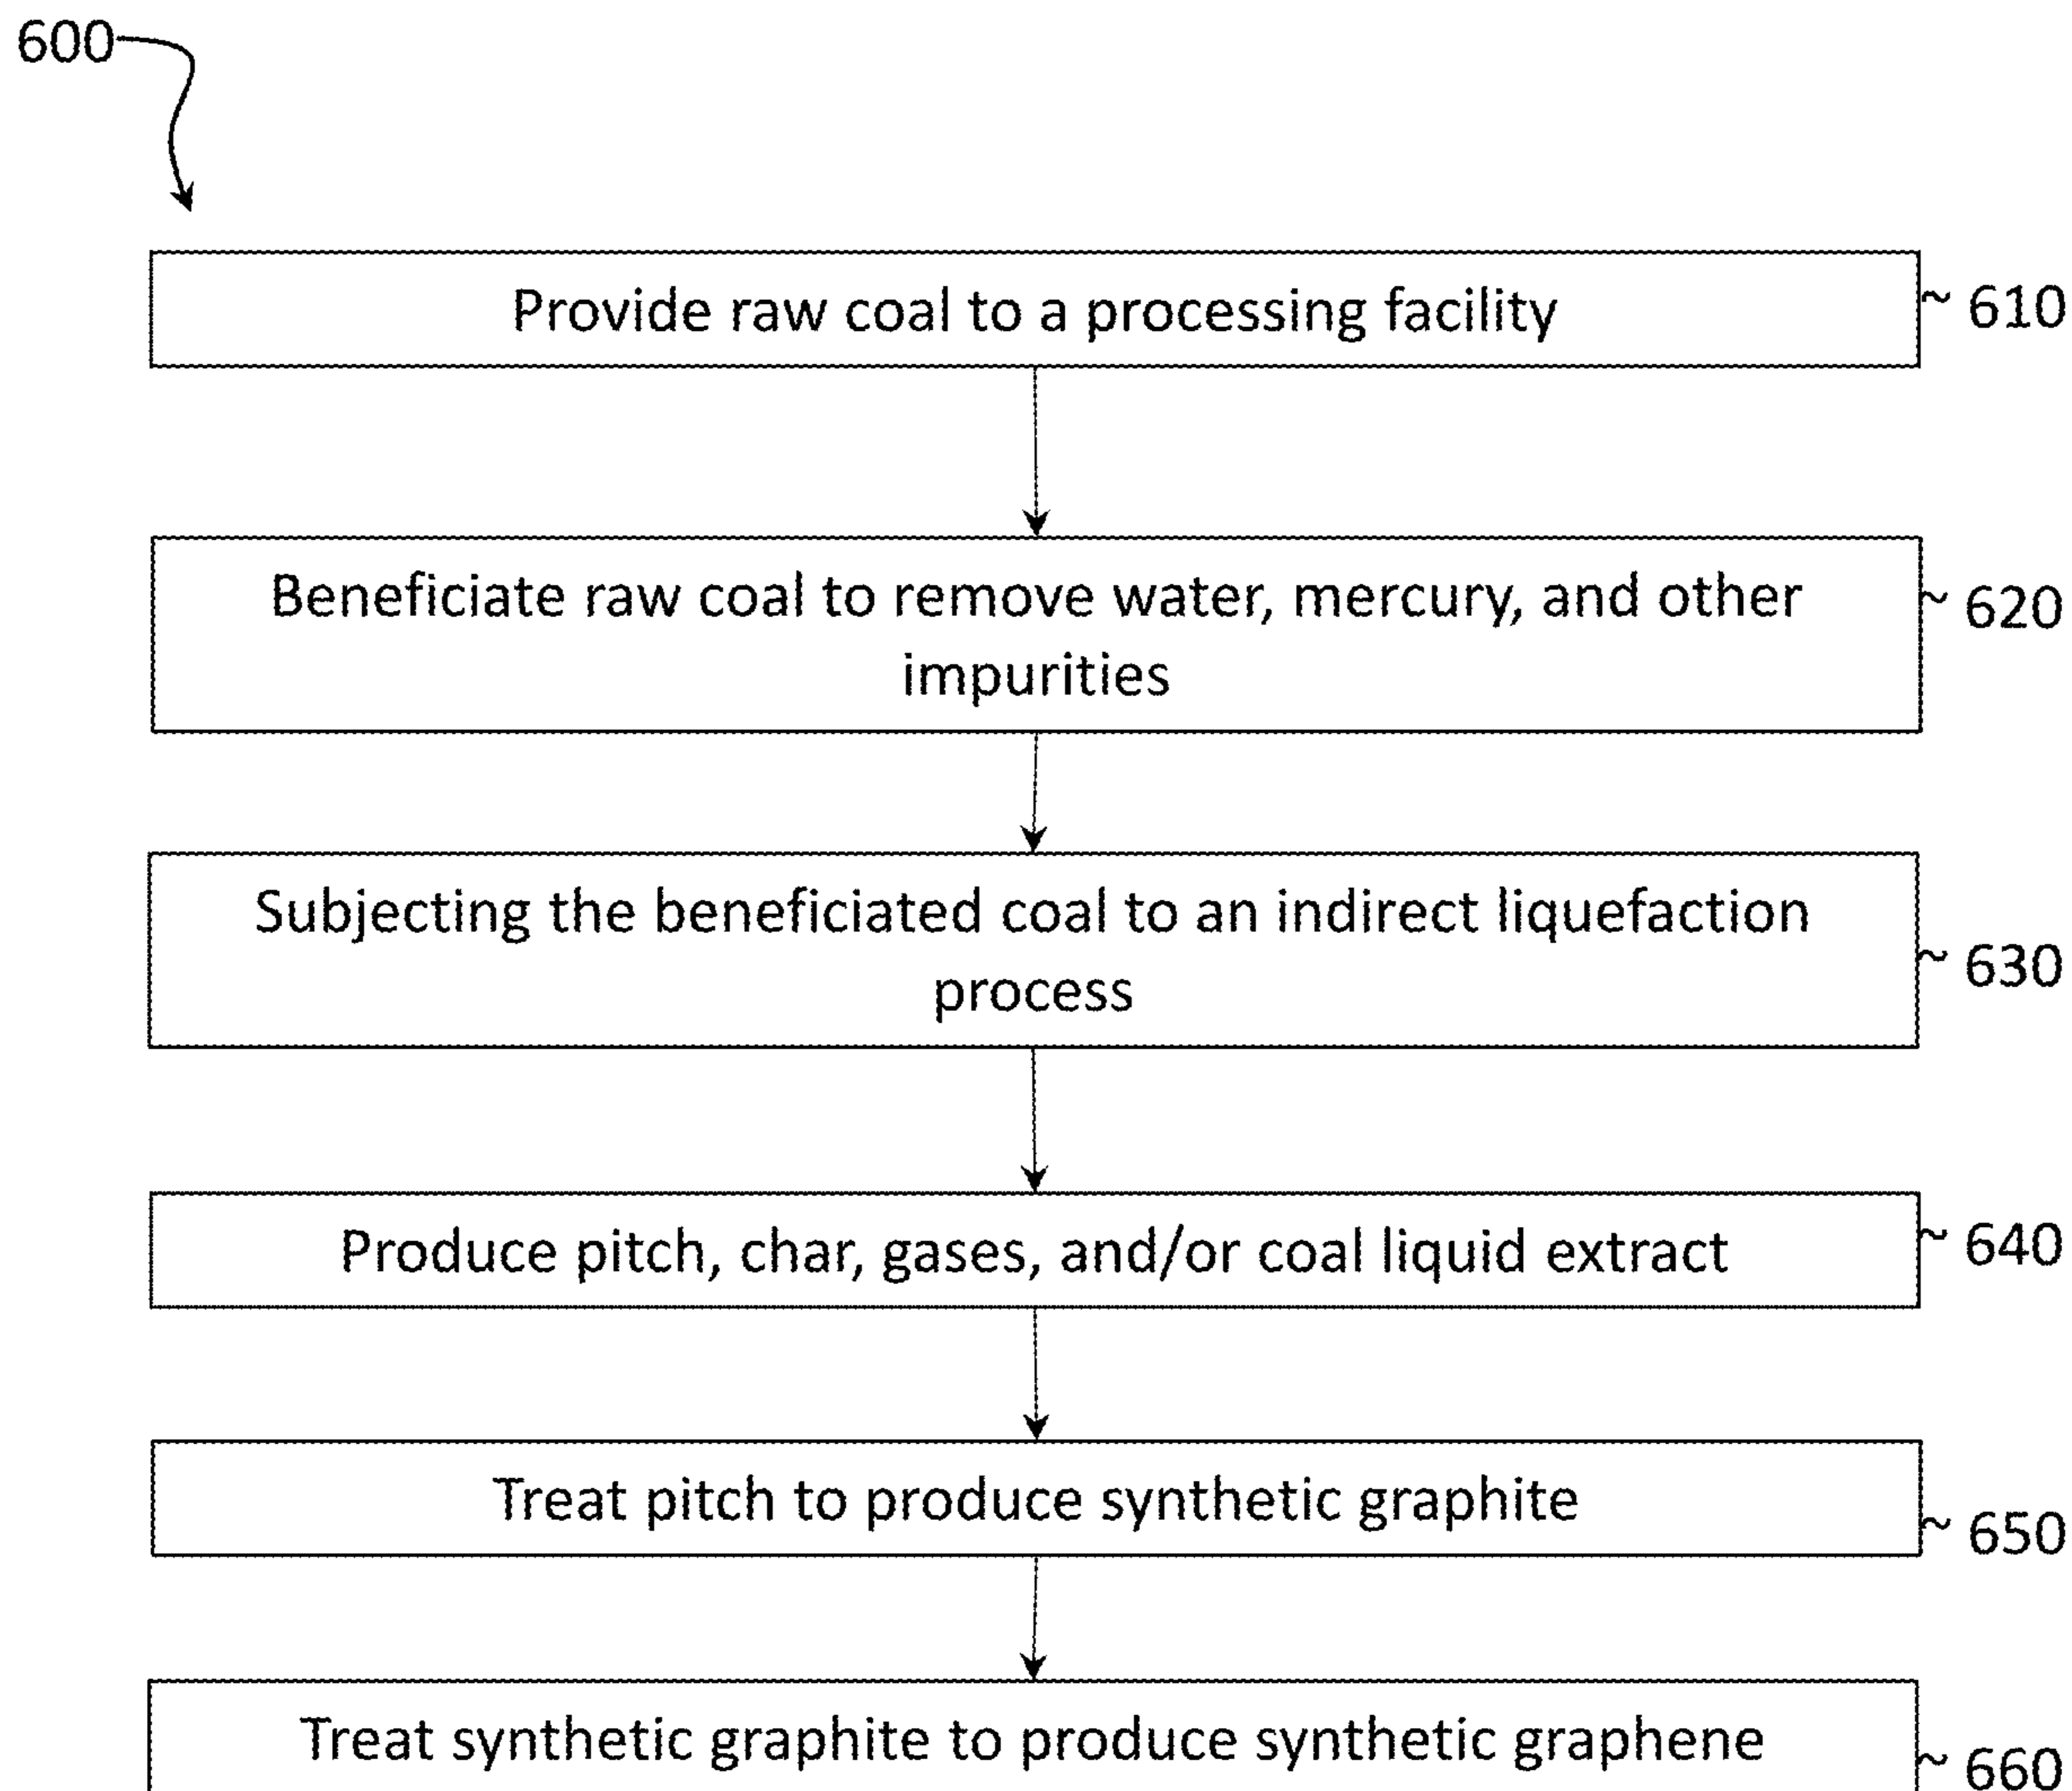 600
Provide raw coal to a processing facility
610
Beneficiate raw coal to remove water, mercury, and other
impurities
620
Subjecting the beneficiated coal to an indirect liquefaction
process
630
Produce pitch, char, gases, and/or coal liquid extract
640
Treat pitch to produce synthetic graphite
650
Treat synthetic graphite to produce synthetic graphene
660